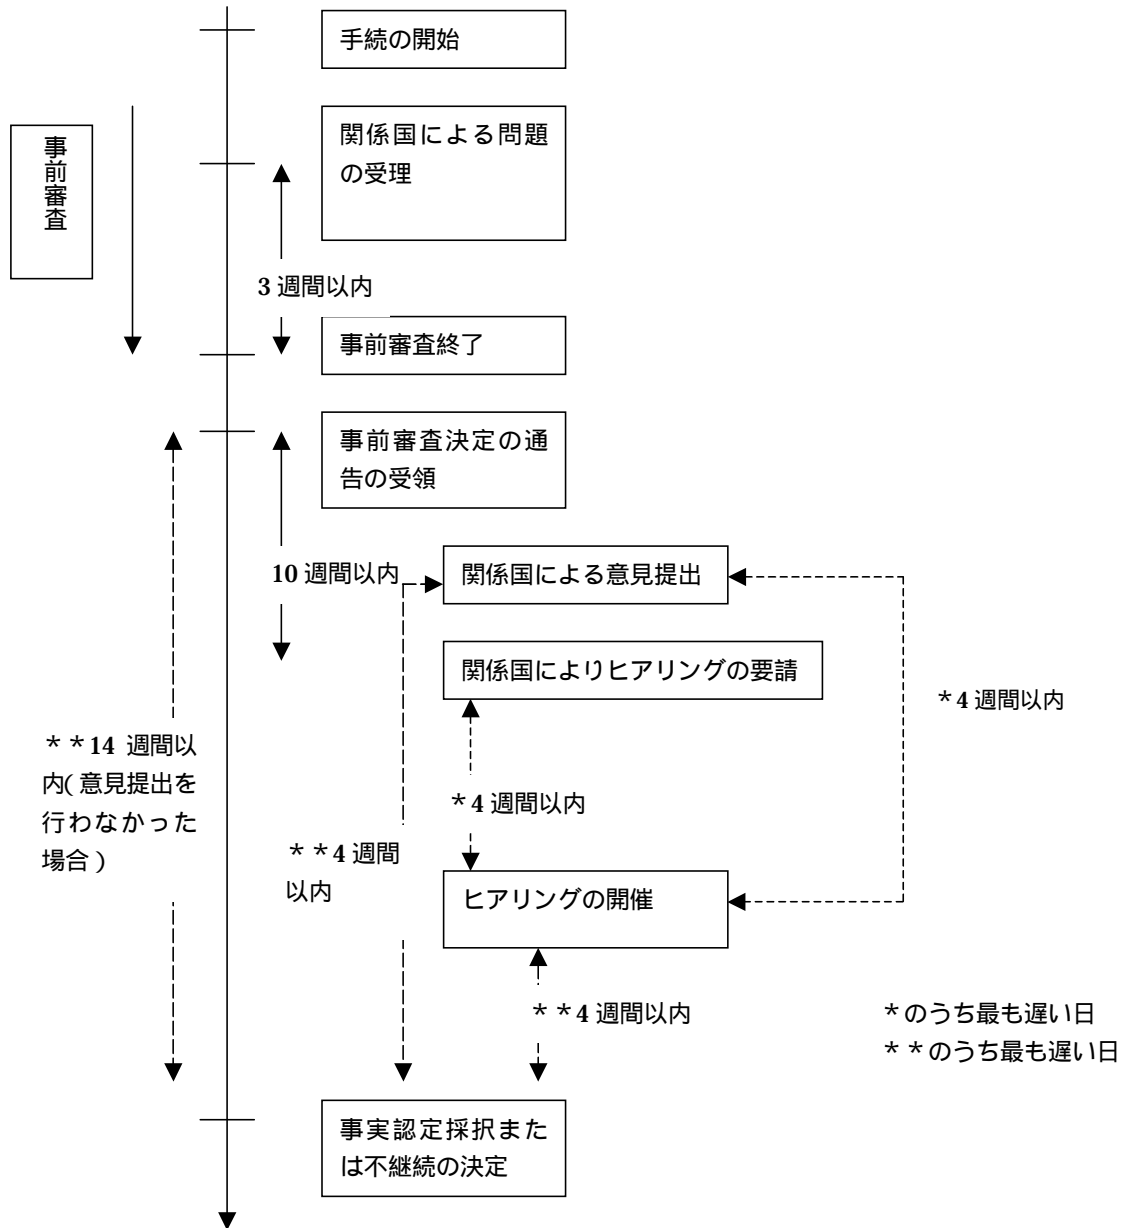 手続の開始
関係国による問題
の受理
事前審査
3 週間以内
事前審査終了
事前審査決定の通
告の受領
10 週間以内
関係国による意見提出
関係国によりヒアリングの要請
*4 週間以内
**14 週間以
内(意見提出を
行わなかった
場合)
*4 週間以内
**4 週間
以内
ヒアリングの開催
**4 週間以内
*のうち最も遅い日
**のうち最も遅い日
事実認定採択また
は不継続の決定